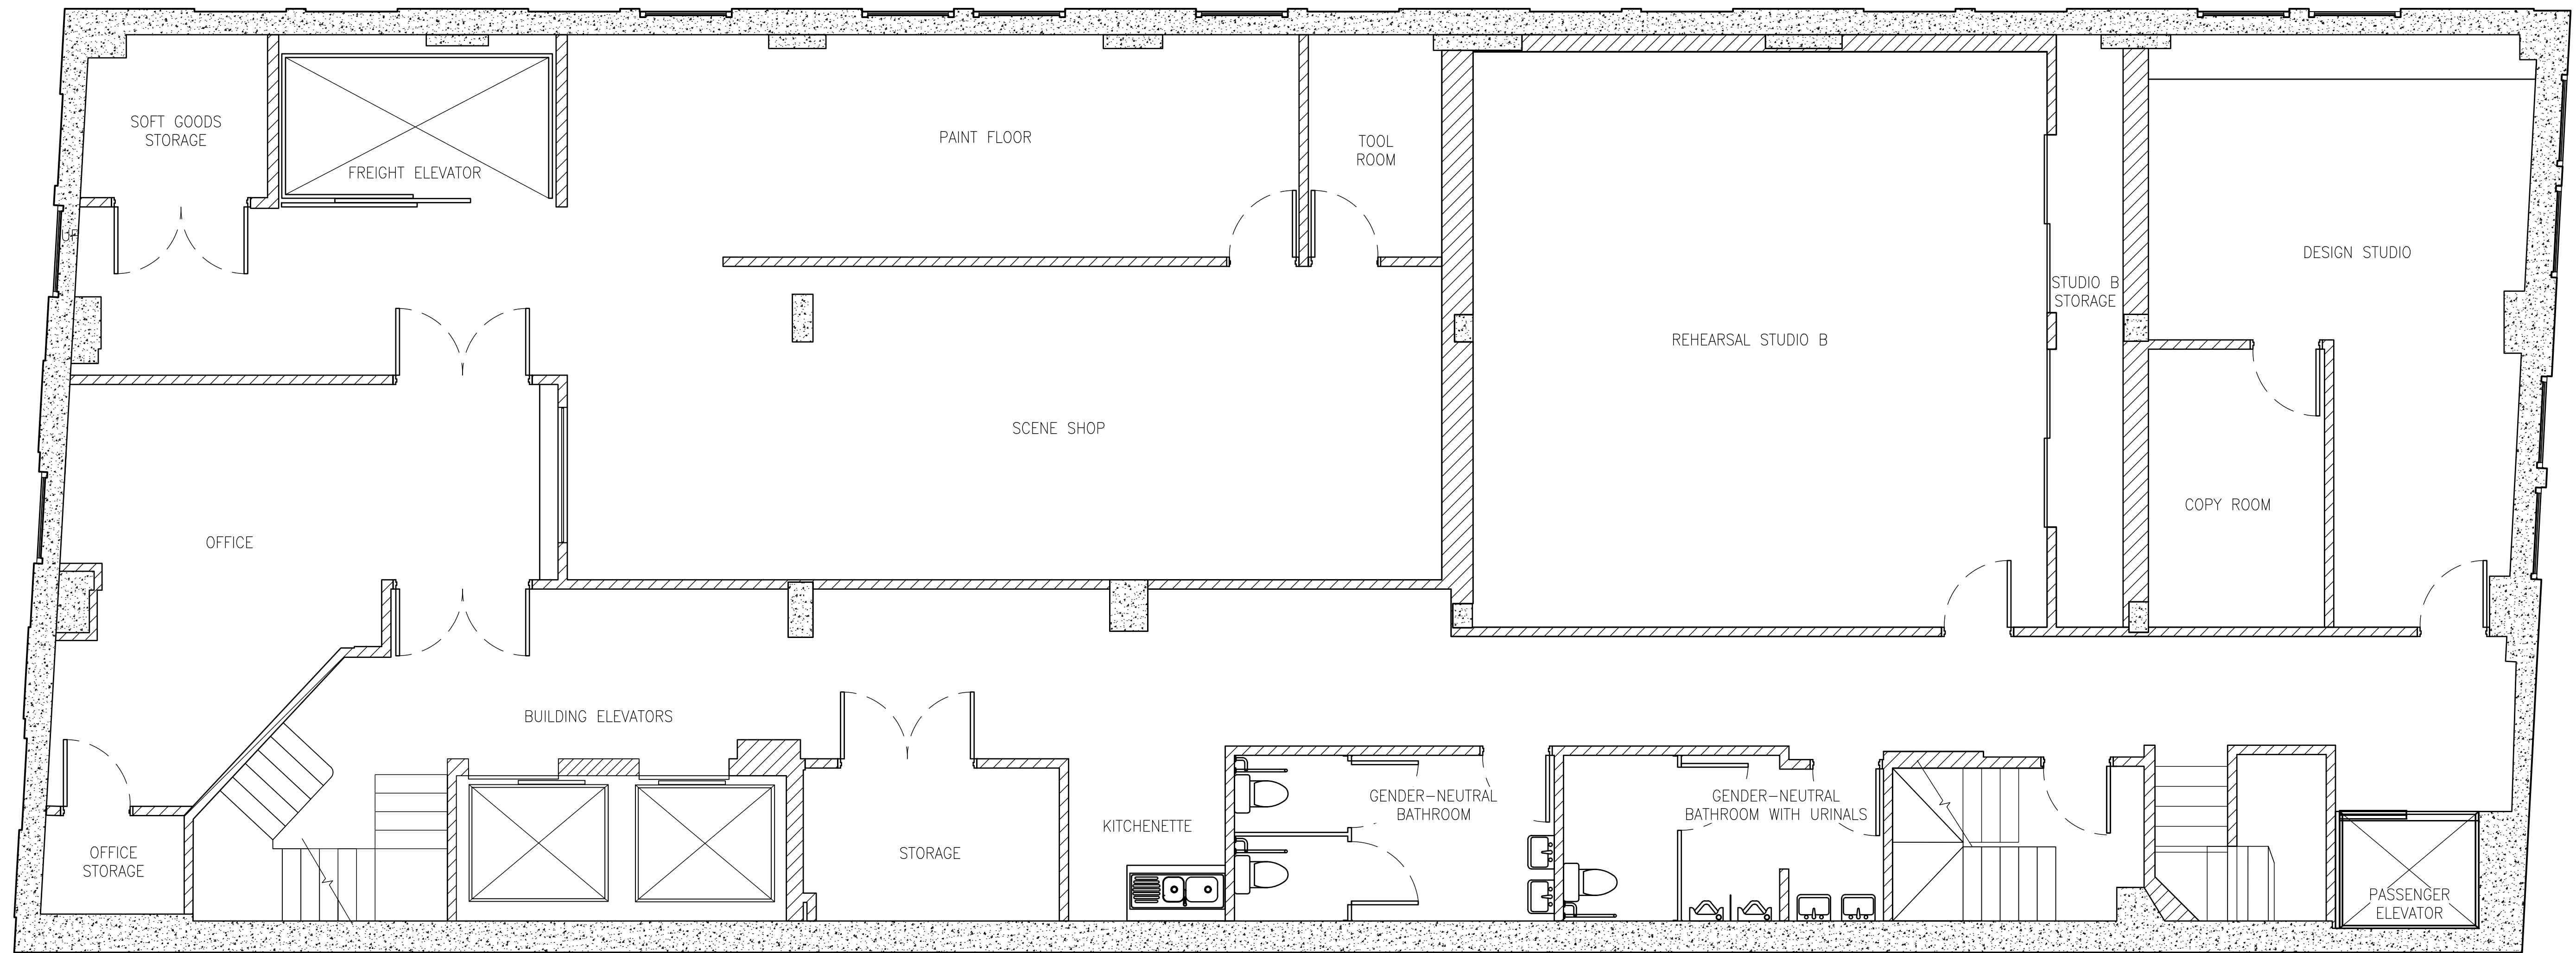 SOFT GOODS
STORAGE
FREIGHT ELEVATOR
PAINT FLOOR
TOOL
ROOM
UP
DESIGN STUDIO
STUDIO B
STORAGE
REHEARSAL STUDIO B
SCENE SHOP
COPY ROOM
OFFICE
BUILDING ELEVATORS
GENDER-NEUTRAL
BATHROOM
GENDER-NEUTRAL
BATHROOM WITH URINALS
KITCHENETTE
OFFICE
STORAGE
STORAGE
PASSENGER
ELEVATOR